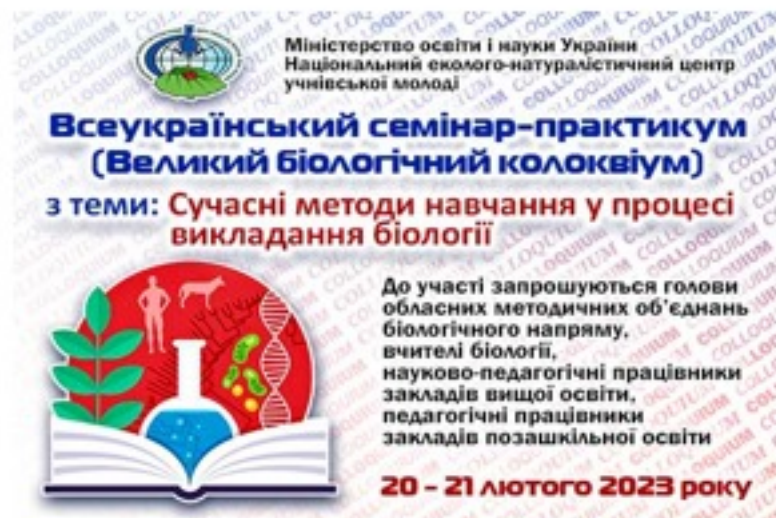 Міністерство освіти і науки України
Національний еколого-натуралістичний центр
учнівської молоді
Всеукраїнський семінар-практикум
(Великий біологічний колоквіум)
з теми: Сучасні методи навчання у процесі
викладання біології
До участі запрошуються голови
обласних методичних об'єднань
біологічного напряму,
вчителі біології,
науково-педагогічні працівники
закладів вищої освіти,
педагогічні працівники
закладів позашкільної освіти
20 - 21 лютого 2023 року
COLLOQUIUM